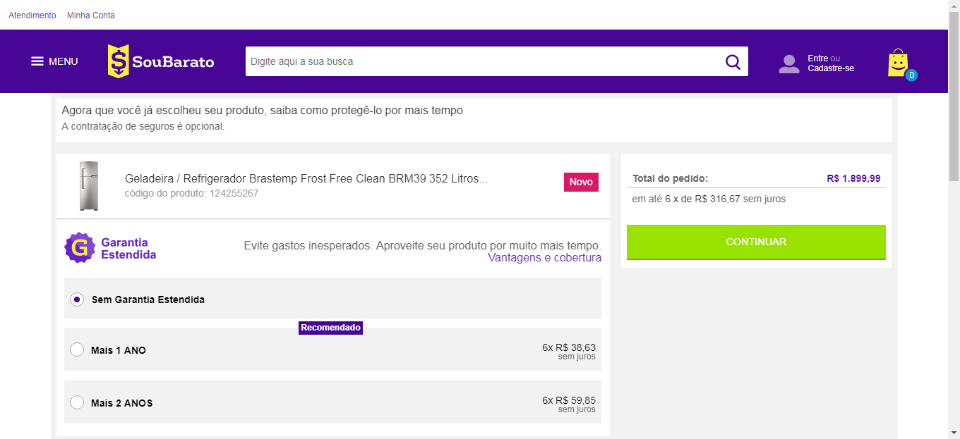 Atendimento Minha Conta
MENU
SouBarato
Digite aqui a sua busca
Entre ou
Cadastre-se
0
Agora que você já escolheu seu produto, saiba como protegê-lo por mais tempo
A contratação de seguros é opcional.
Geladeira / Refrigerador Brastemp Frost Free Clean BRM39 352 Litros...
código do produto: 124255267
Novo
Total do pedido: R$ 1.899,99
em até 6 x de R$ 316,67 sem juros
CONTINUAR
G
Garantia
Estendida
Evite gastos inesperados. Aproveite seu produto por muito mais tempo.
Vantagens e cobertura
Sem Garantia Estendida
Recomendado
Mais 1 ANO
6x R$ 38,63
sem juros
Mais 2 ANOS
6x R$ 59,85
sem juros